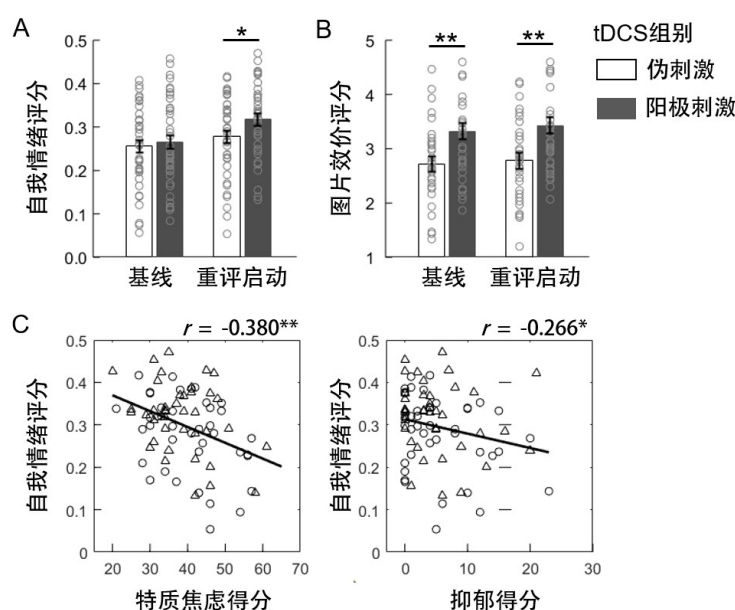 A
自我情绪评分
0.5
0.4
0.3
0.2
0.1
0.0
*
基线
重评启动
B
图片效价评分
5
4
3
2
1
**
**
基线
重评启动
tDCS组别
伪刺激
阳极刺激
C
r = -0.380**
自我情绪评分
0.5
0.4
0.3
0.2
0.1
0
20 30 40 50 60 70
特质焦虑得分
r = -0.266*
自我情绪评分
0.5
0.4
0.3
0.2
0.1
0
0 10 20 30
抑郁得分